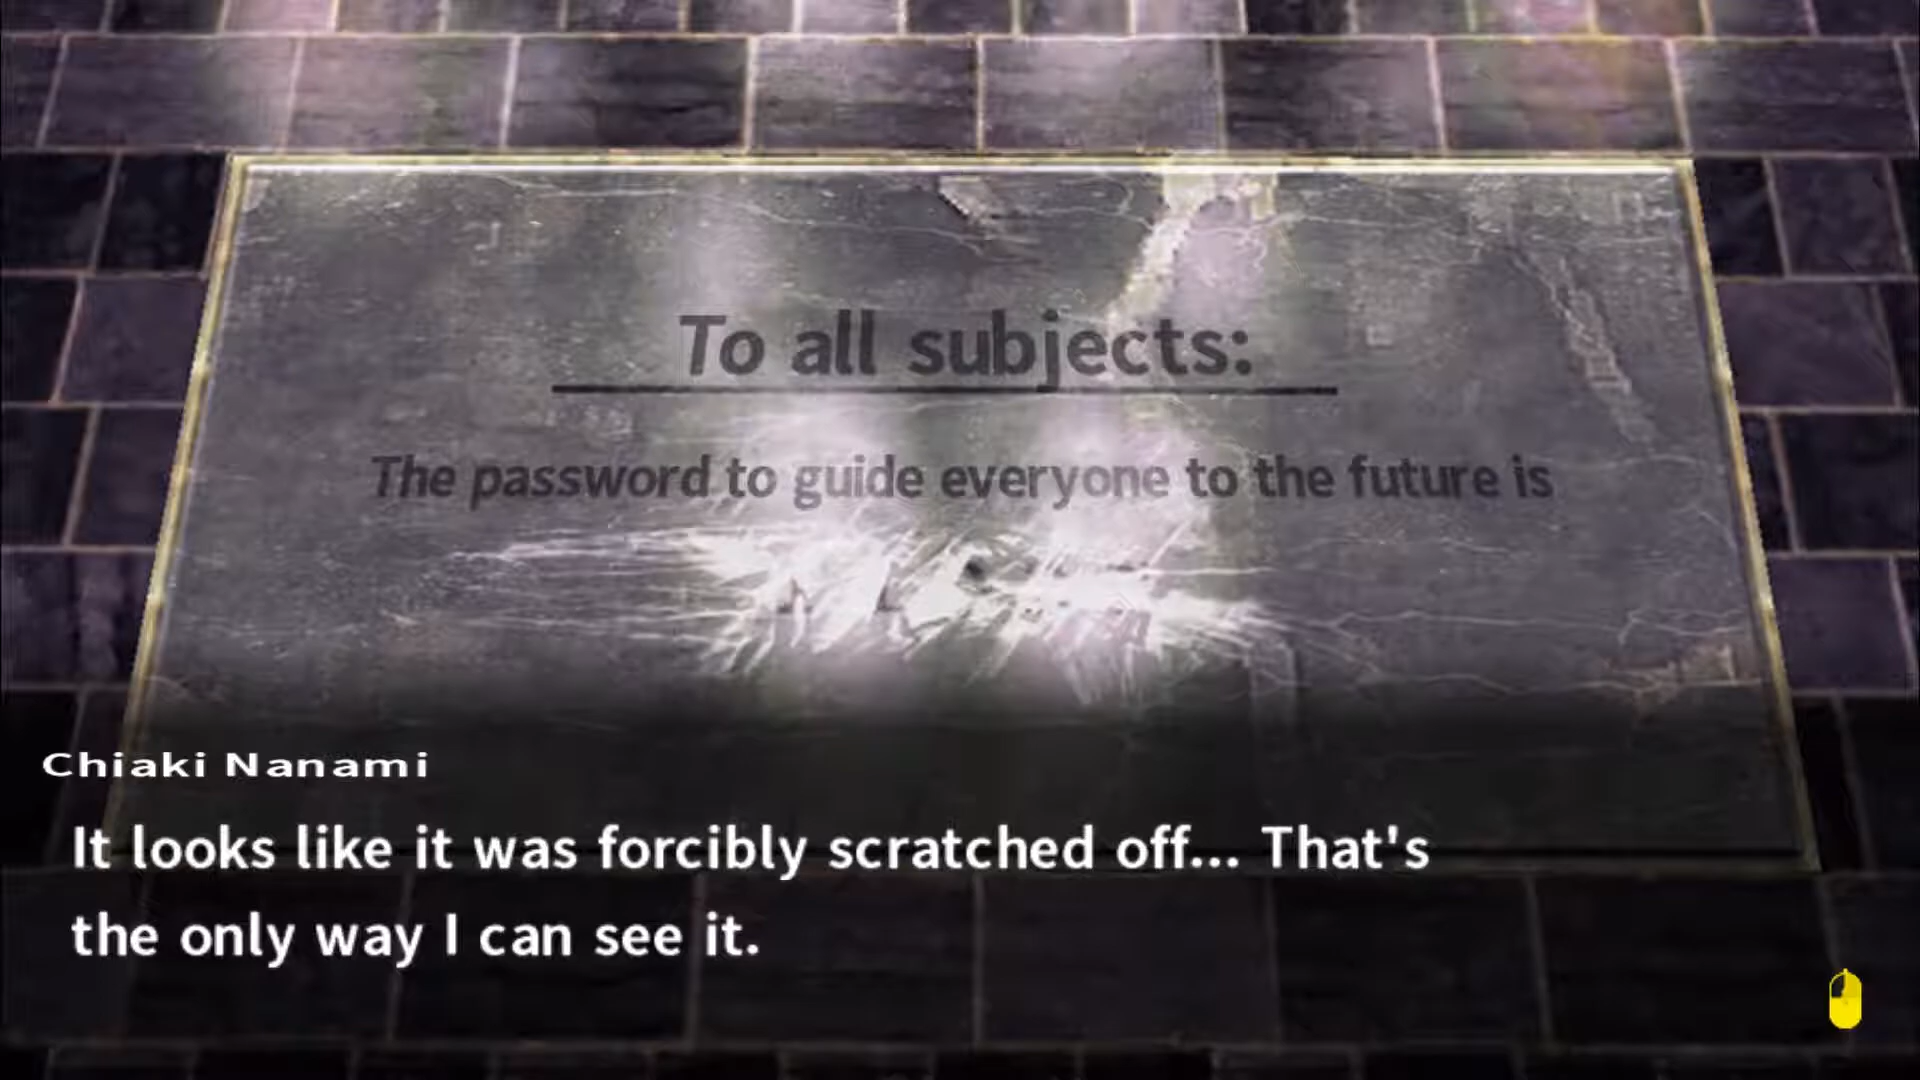 To all subjects:
The password to guide everyone to the future is
Chiaki Nanami
It looks like it was forcibly scratched off... That's
the only way I can see it.